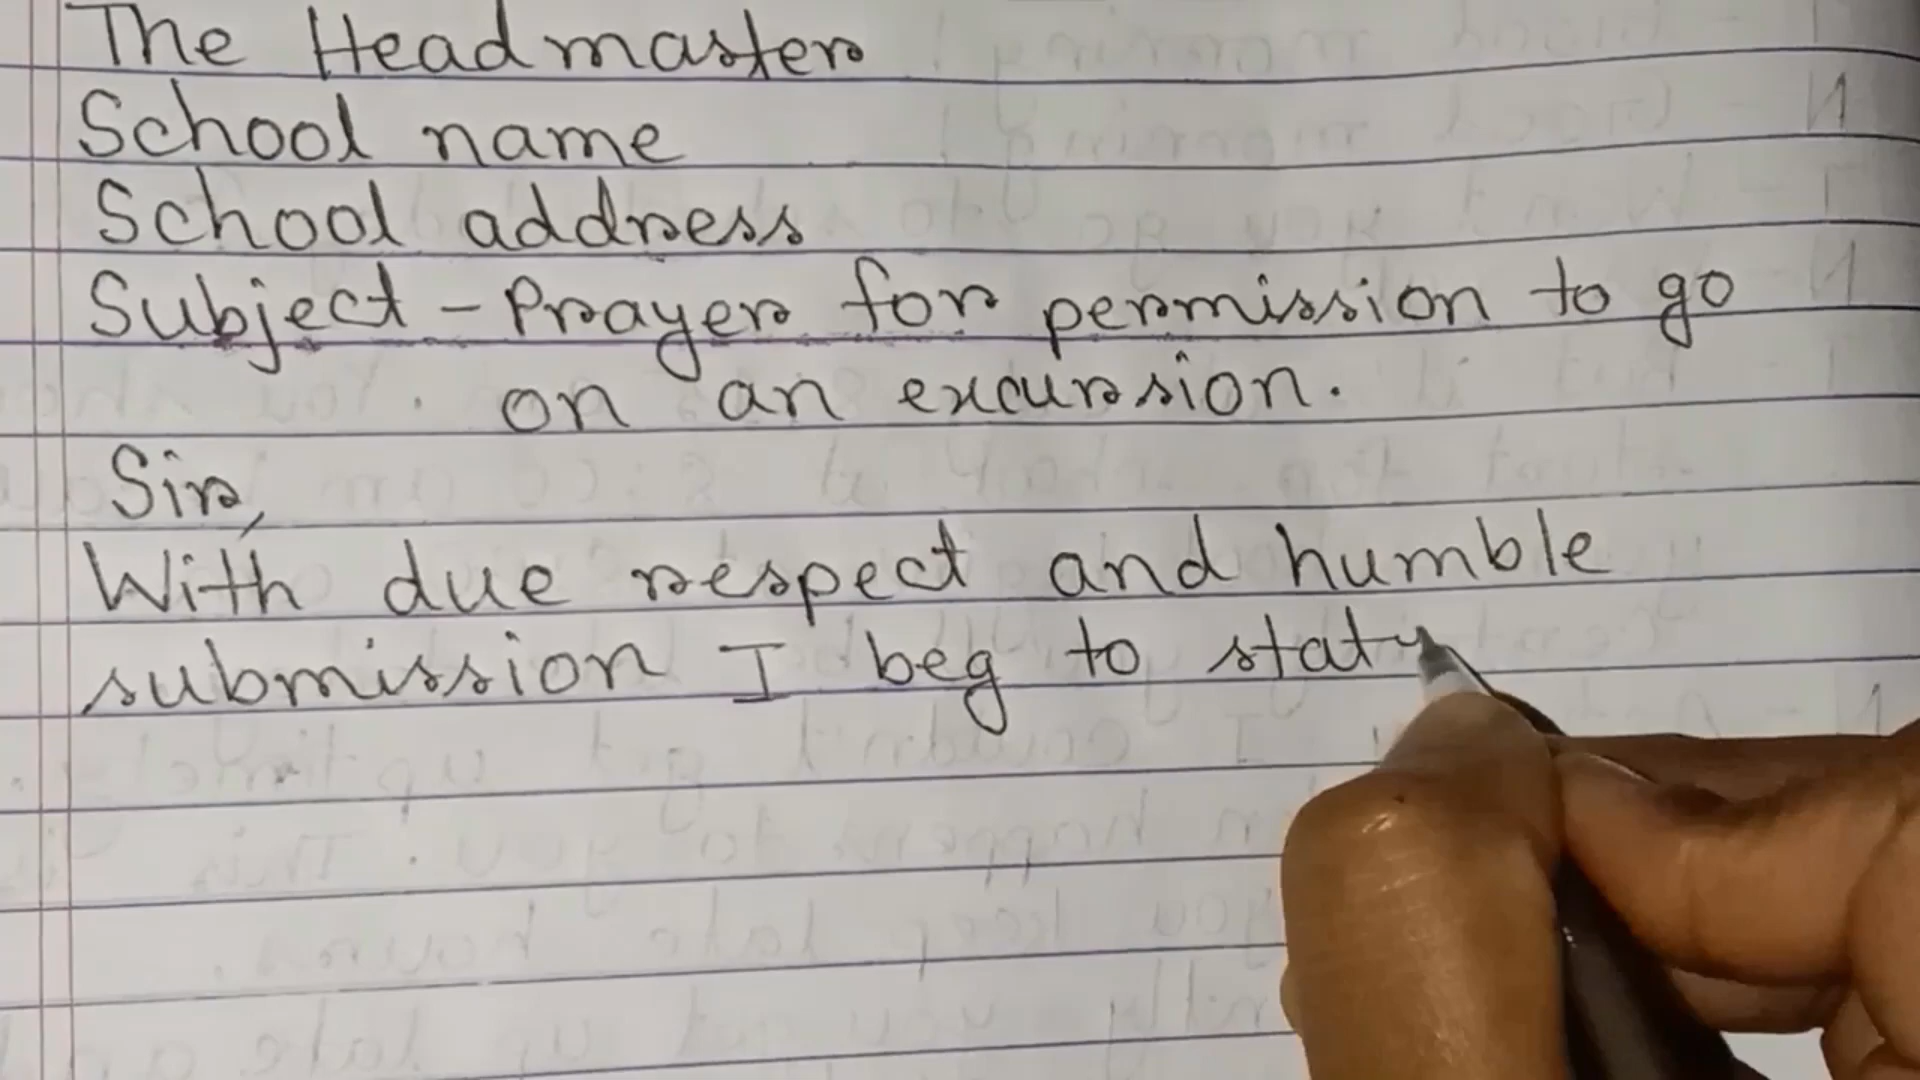 The Headmaster
School name
School address
Subject - Prayer for permission to go
on an excursion.
Sir,
With due respect and humble
submission I beg to state